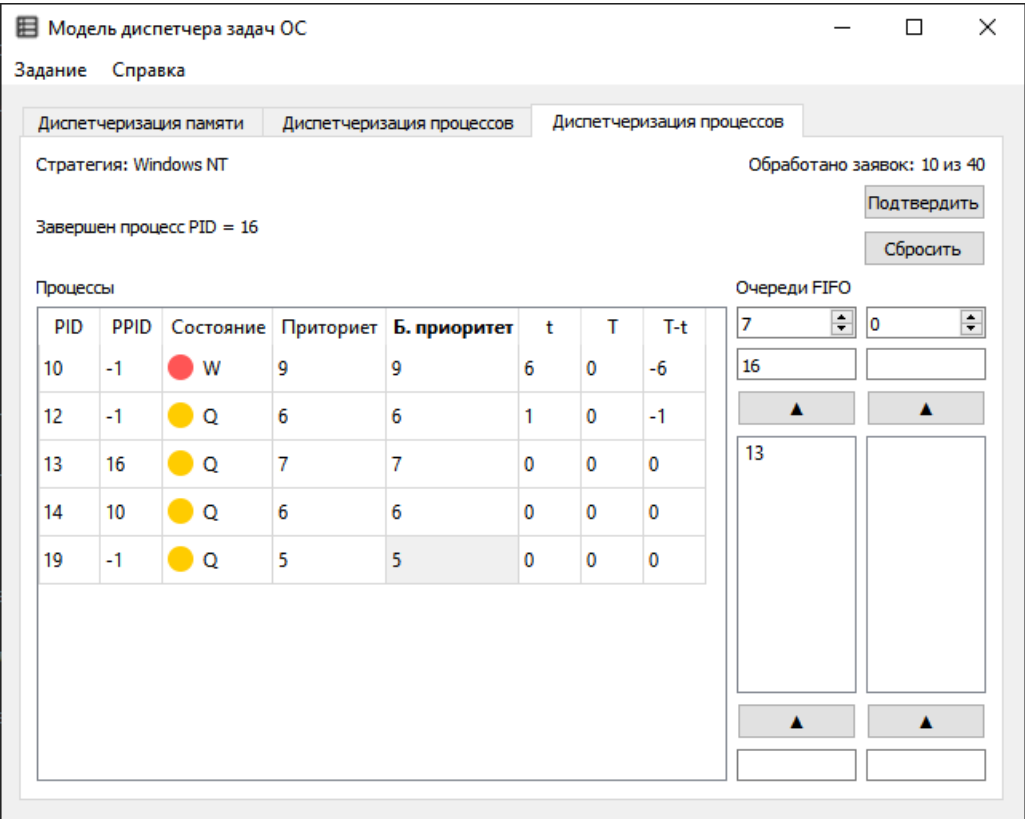 Модель диспетчера задач ОС
Задание Справка
Диспетчеризация памяти Диспетчеризация процессов Диспетчеризация процессов
Стратегия: Windows NT Обработано заявок: 10 из 40
Подтвердить
Завершен процесс PID = 16
Сбросить
Процессы Очереди FIFO
PID PPID Состояние Приториет Б. приоритет t T T-t 7 0
10 -1 W 9 9 6 0 -6 16
12 -1 Q 6 6 1 0 -1 ▲ ▲
13 16 Q 7 7 0 0 0 13
14 10 Q 6 6 0 0 0
19 -1 Q 5 5 0 0 0
▲ ▲